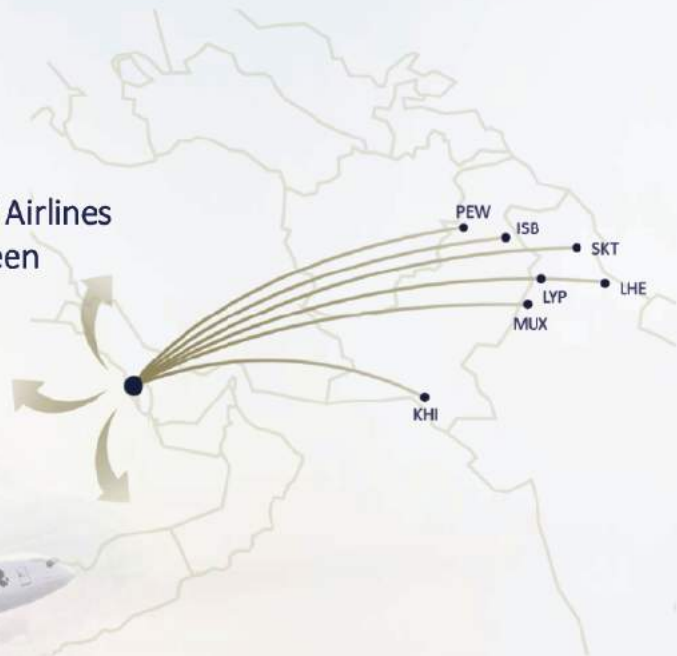 Airlines
een
PEW
ISB
SKT
LHE
LYP
MUX
KHI